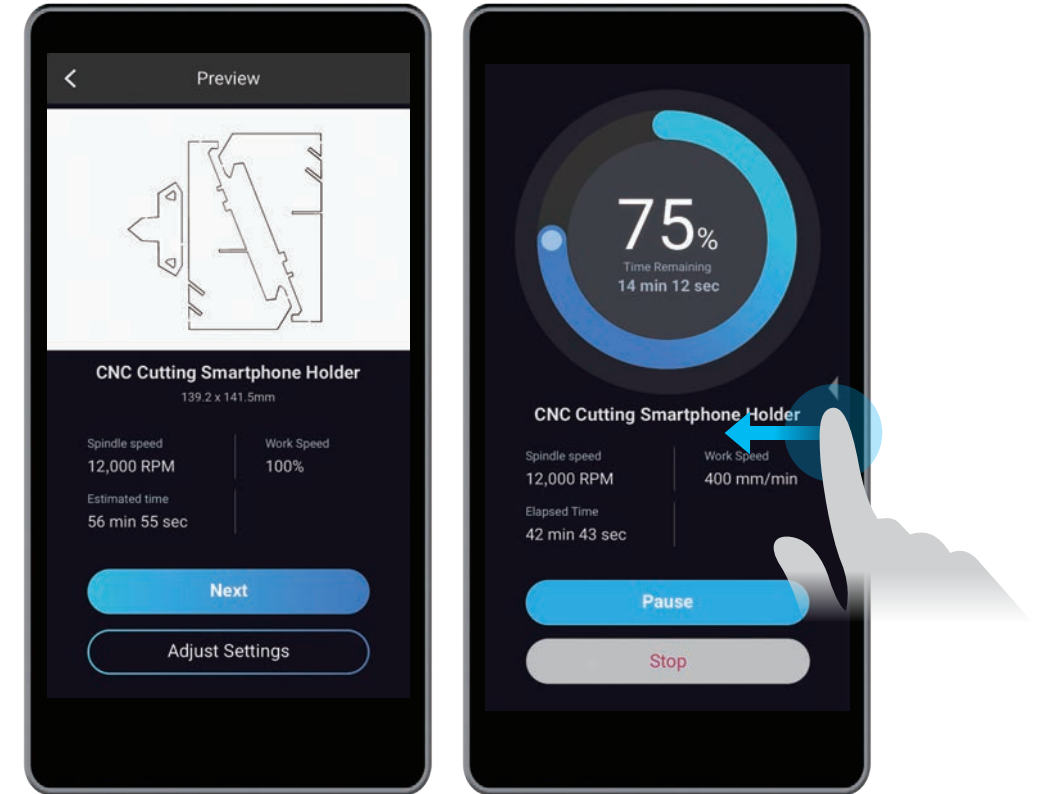 Preview
CNC Cutting Smartphone Holder
139.2 x 141.5mm
Spindle speed
12,000 RPM
Work Speed
100%
Estimated time
56 min 55 sec
Next
Adjust Settings
75%
Time Remaining
14 min 12 sec
CNC Cutting Smartphone Holder
Spindle speed
12,000 RPM
Work Speed
400 mm/min
Elapsed Time
42 min 43 sec
Pause
Stop